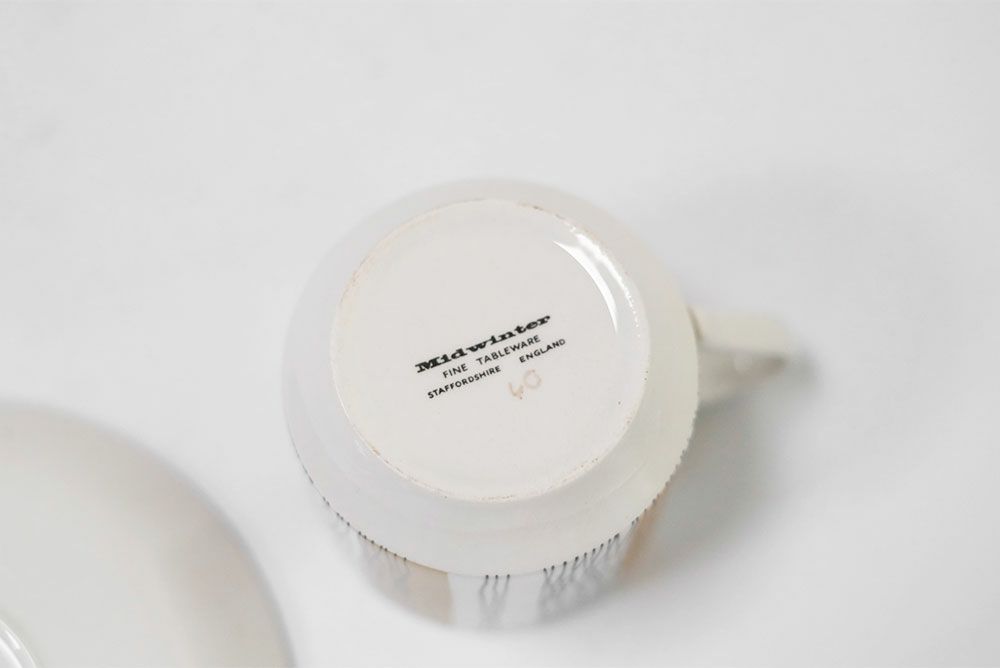 Midwinter
FINE TABLEWARE
STAFFORDSHIRE ENGLAND
40